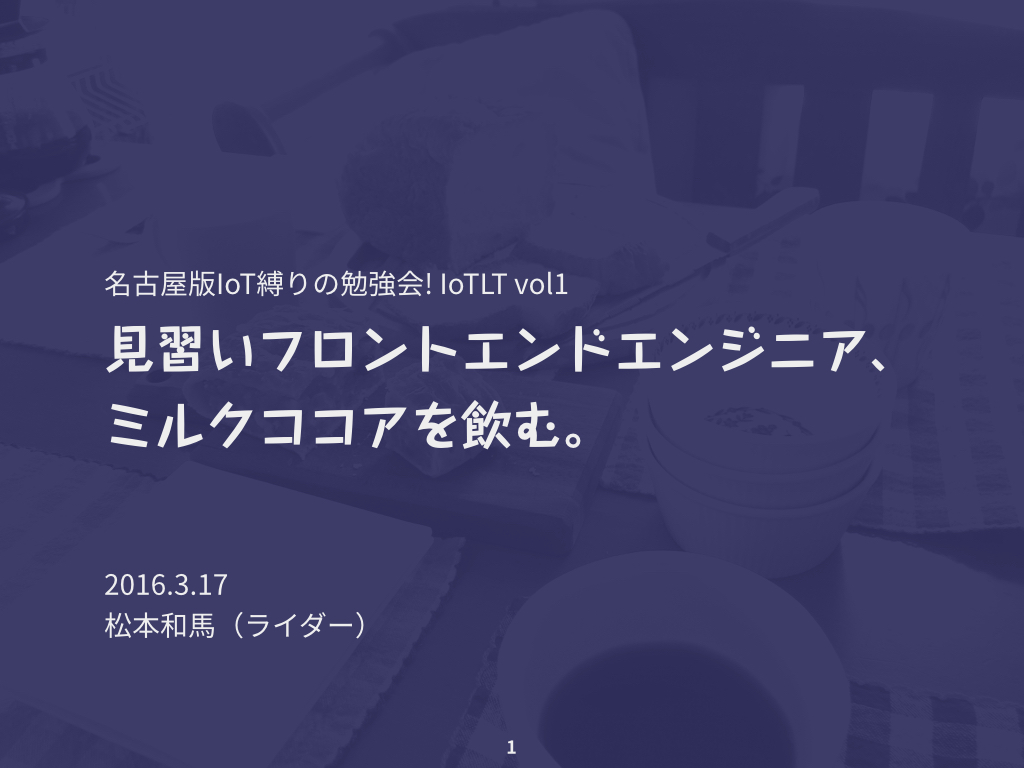 名古屋版IoT縛りの勉強会! IoTLT vol1
見習いフロントエンドエンジニア、
ミルクココアを飲む。
2016.3.17
松本和馬（ライダー）
1